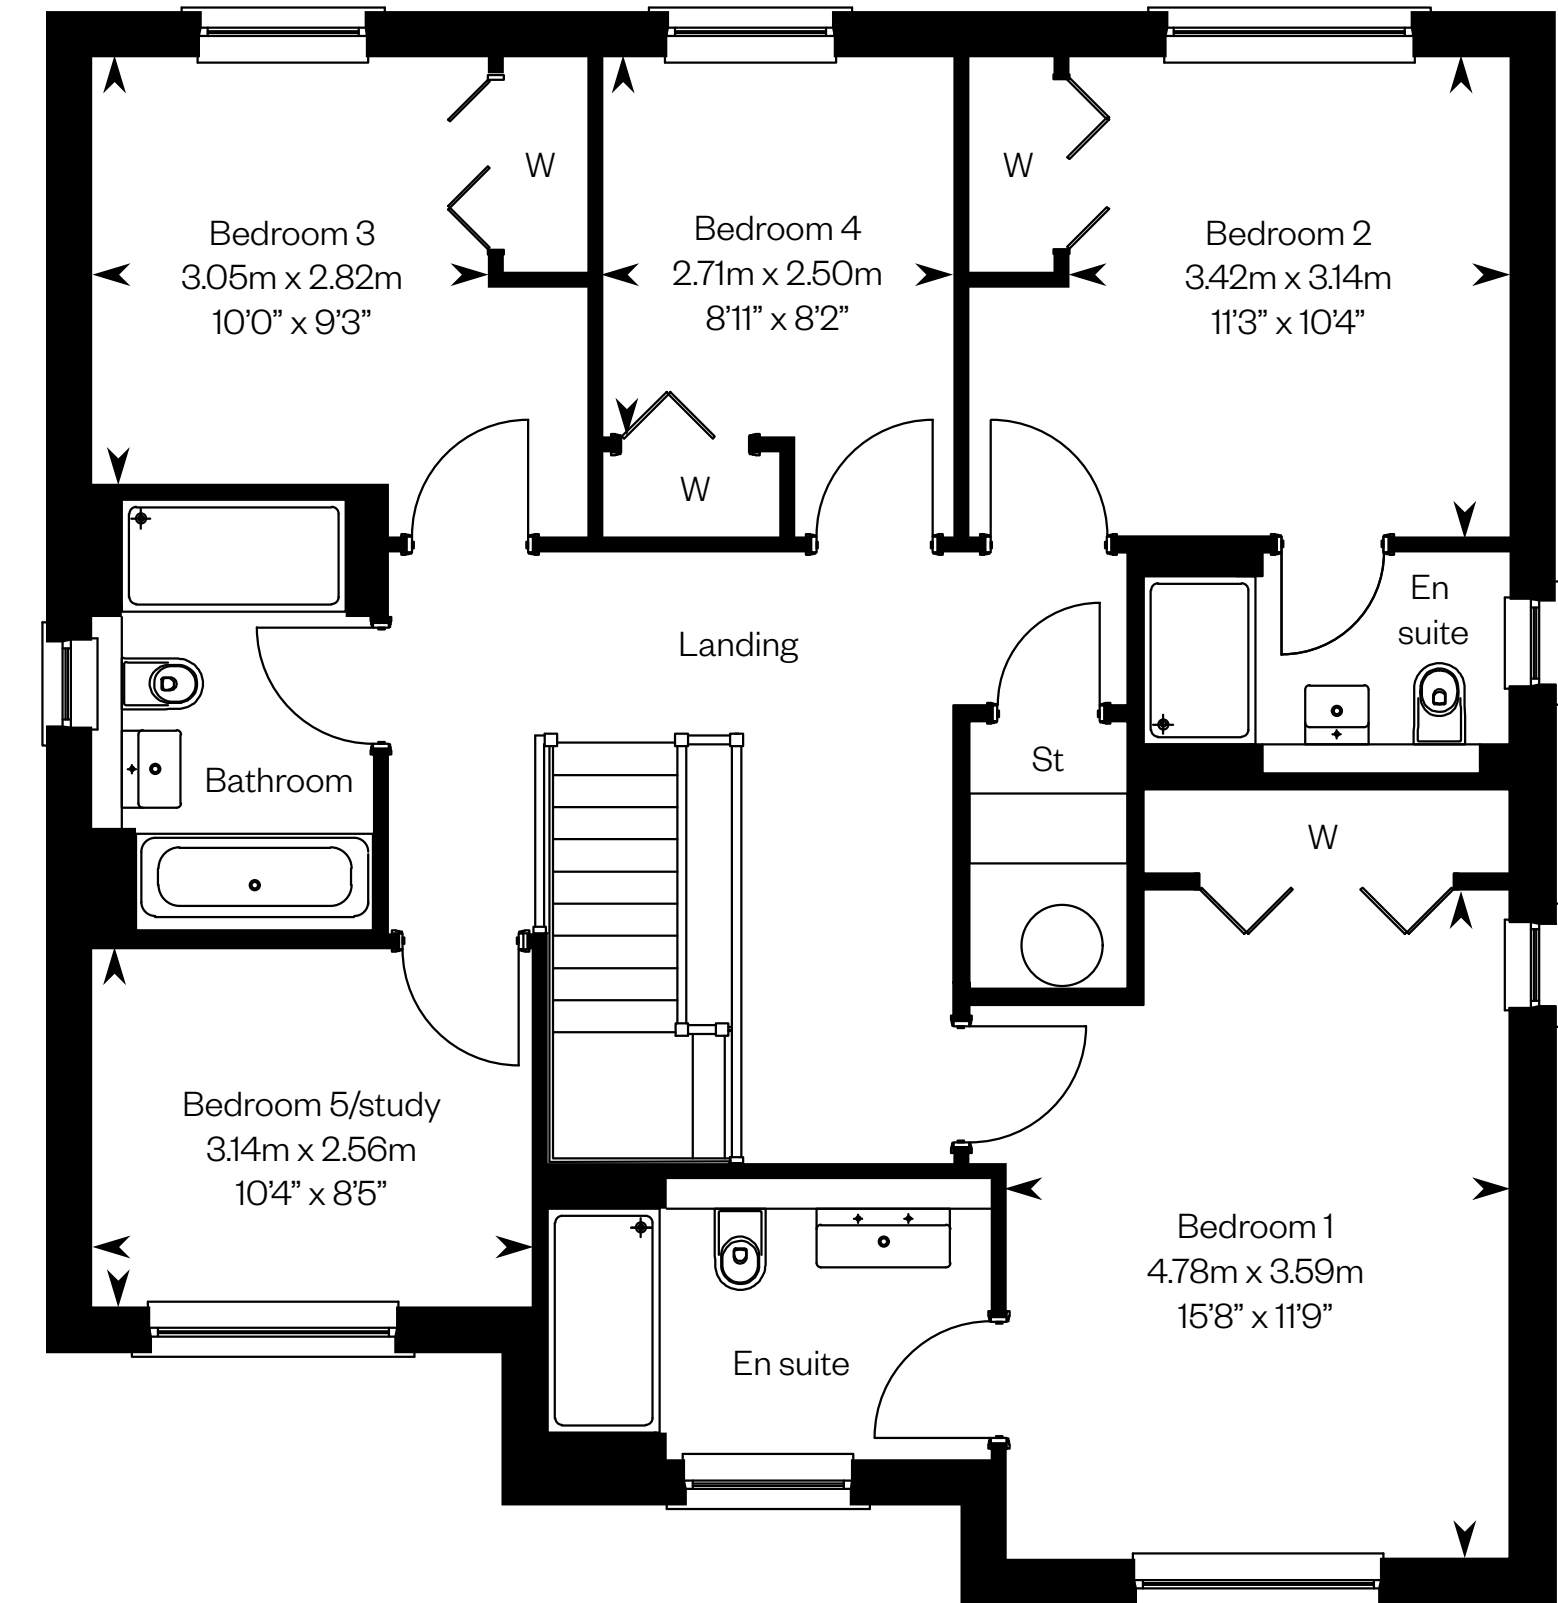 W
Bedroom 3
3.05m x 2.82m
10’0” x 9’3”
Bedroom 4
2.71m x 2.50m
8’11” x 8’2”
W
W
Bedroom 2
3.42m x 3.14m
11’3” x 10’4”
En
suite
Landing
Bathroom
St
W
Bedroom 5/study
3.14m x 2.56m
10’4” x 8’5”
Bedroom 1
4.78m x 3.59m
15’8” x 11’9”
En suite